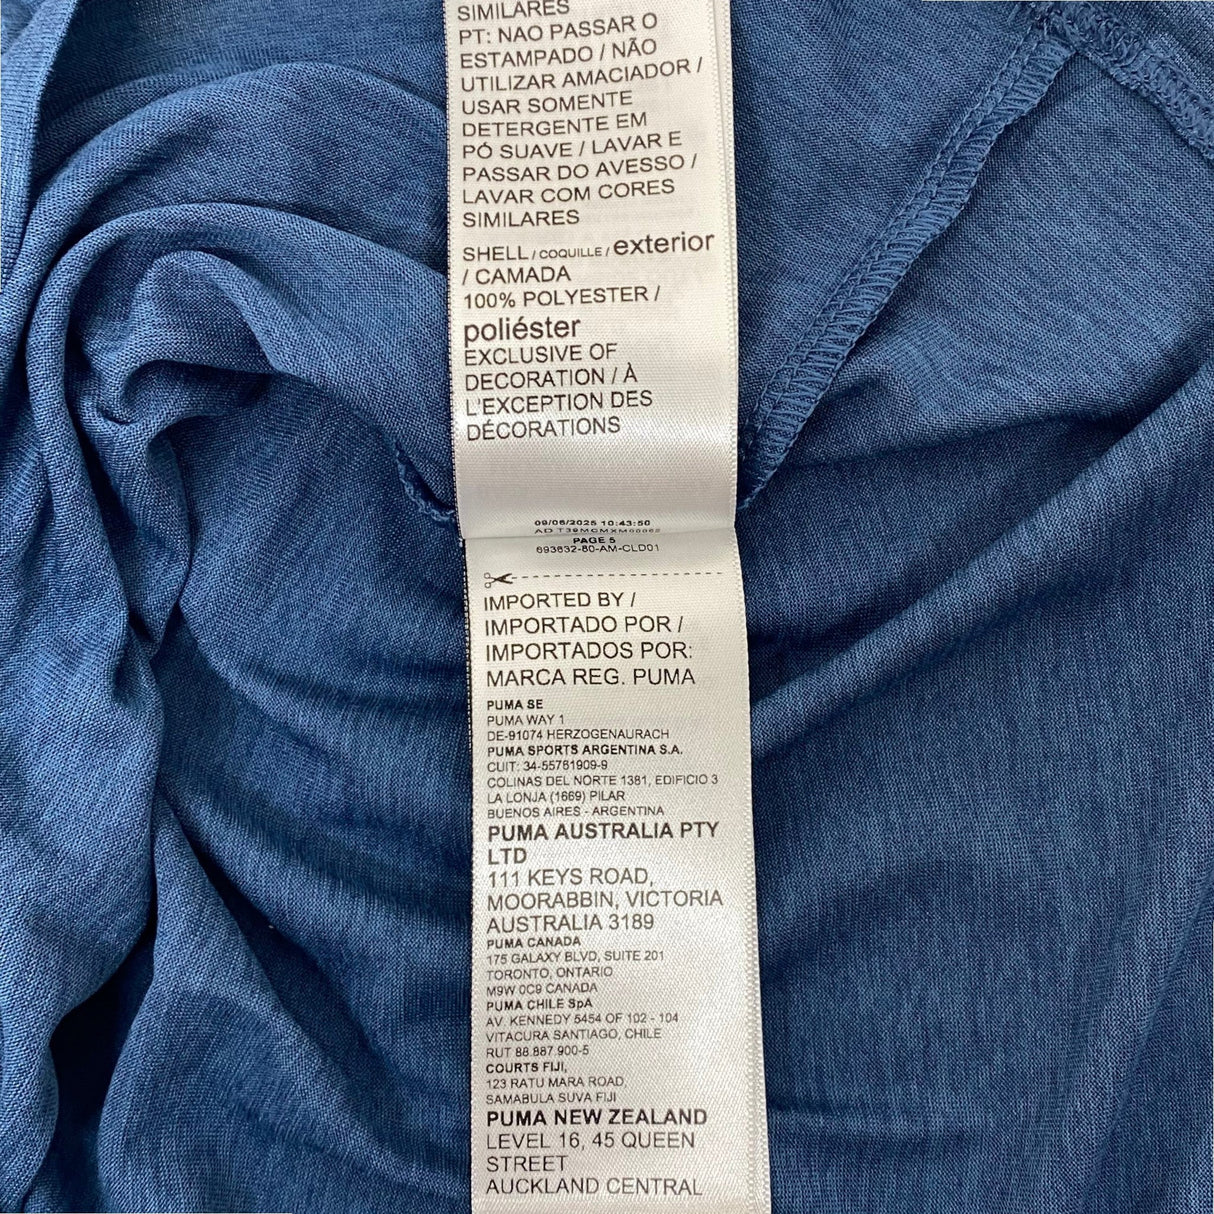 SIMILARES
PT: NAO PASSAR O
ESTAMPADO / NÃO
UTILIZAR AMACIADOR /
USAR SOMENTE
DETERGENTE EM
PÓ SUAVE / LAVAR E
PASSAR DO AVESSO /
LAVAR COM CORES
SIMILARES
SHELL / COQUILLE / exterior
/ CAMADA
100% POLYESTER /
poliéster
EXCLUSIVE OF
DECORATION / À
L'EXCEPTION DES
DÉCORATIONS
09/06/2025 10:43:50
PAGE 5
693632-80-AM-CLD01
IMPORTED BY /
IMPORTADO POR /
IMPORTADOS POR:
MARCA REG. PUMA
PUMA SE
PUMA WAY 1
DE-91074 HERZOGENAURACH
PUMA SPORTS ARGENTINA S.A.
CUIT: 34-55761909-9
COLINAS DEL NORTE 1381, EDIFICIO 3
LA LONJA (1669) PILAR
BUENOS AIRES - ARGENTINA
PUMA AUSTRALIA PTY
LTD
111 KEYS ROAD,
MOORABBIN, VICTORIA
AUSTRALIA 3189
PUMA CANADA
175 GALAXY BLVD, SUITE 201
TORONTO, ONTARIO
M9W 0C9 CANADA
PUMA CHILE SpA
AV. KENNEDY 5454 OF 102 - 104
VITACURA SANTIAGO, CHILE
RUT 88.887.900-5
COURTS FIJI,
123 RATU MARA ROAD,
SAMABULA SUVA FIJI
PUMA NEW ZEALAND
LEVEL 16, 45 QUEEN
STREET
AUCKLAND CENTRAL